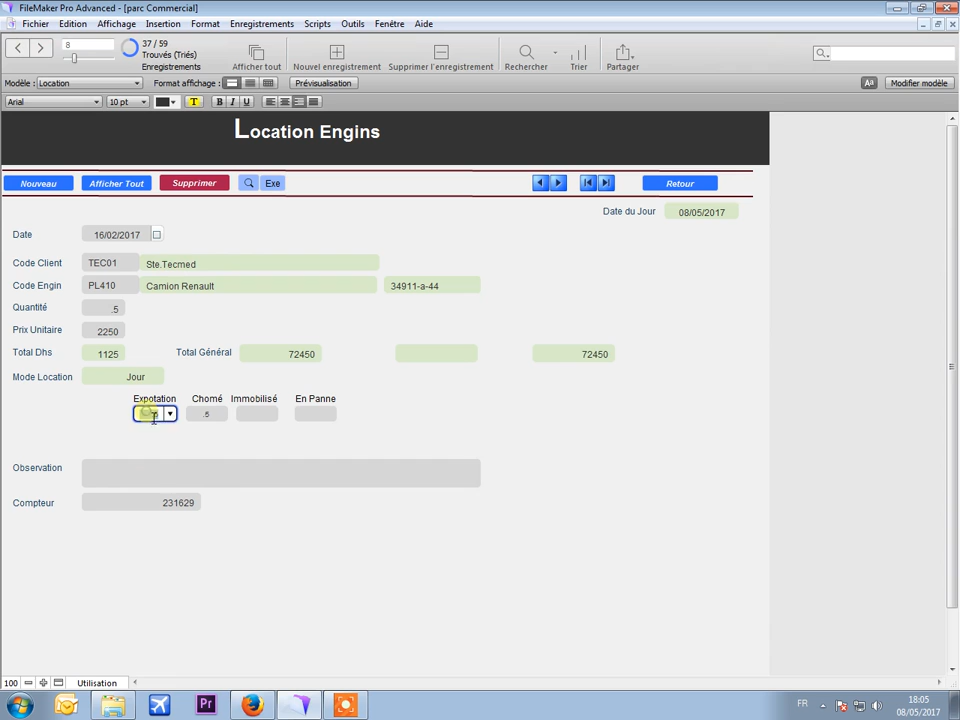 FileMaker Pro Advanced - [parc Commercial]
Fichier Edition Affichage Insertion Format Enregistrements Scripts Outils Fenêtre Aide
8
37 / 59
Trouvés (Triés)
Enregistrements
Afficher tout
Nouvel enregistrement
Supprimer l'enregistrement
Rechercher
Trier
Partager
Modèle : Location Format affichage : Prévisualisation Aa Modifier modèle
Arial 10 pt T B I U
Location Engins
Nouveau Afficher Tout Supprimer Exe Retour
Date du Jour 08/05/2017
Date 16/02/2017
Code Client TEC01 Ste.Tecmed
Code Engin PL410 Camion Renault 34911-a-44
Quantité .5
Prix Unitaire 2250
Total Dhs 1125 Total Général 72450 72450
Mode Location Jour
Expotation Chomé Immobilisé En Panne
.5
Observation
Compteur 231629
100 Utilisation
Pr
FR 18:05
08/05/2017